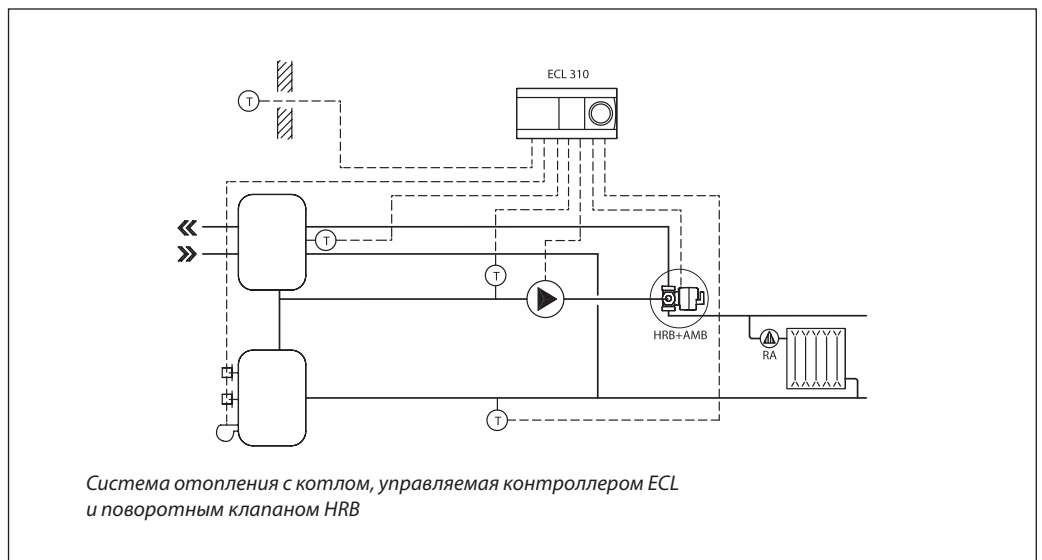 ECL 310
T
T
T
HRB+AMB
RA
T
Система отопления с котлом, управляемая контроллером ECL
и поворотным клапаном HRB